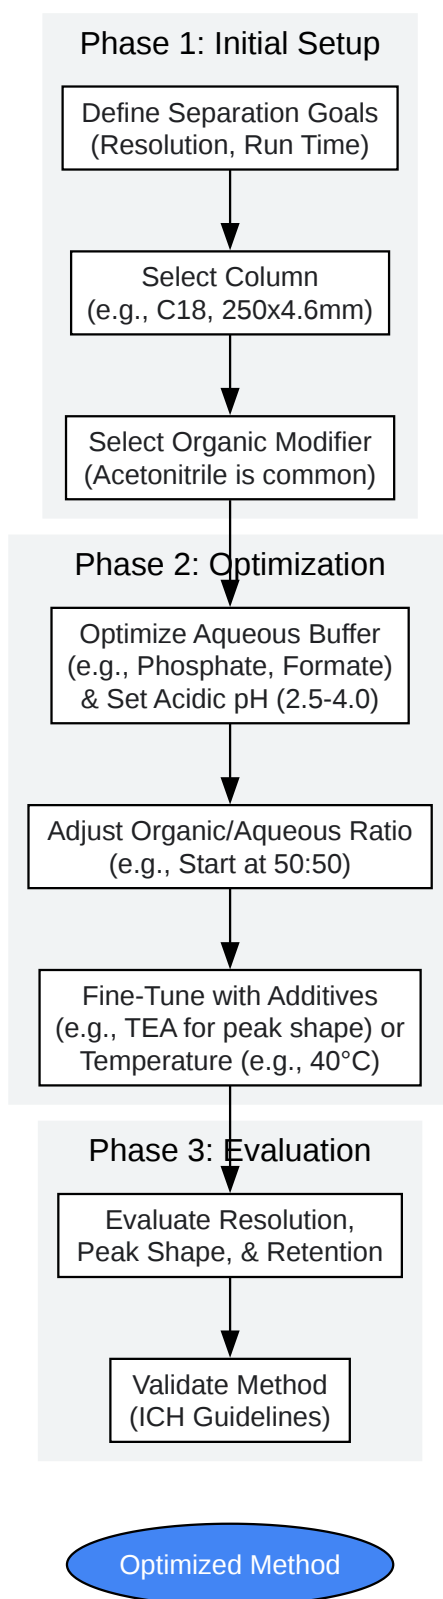 Phase 1: Initial Setup
Define Separation Goals
(Resolution, Run Time)
Select Column
(e.g., C18, 250x4.6mm)
Select Organic Modifier
(Acetonitrile is common)
Phase 2: Optimization
Optimize Aqueous Buffer
(e.g., Phosphate, Formate)
& Set Acidic pH (2.5-4.0)
Adjust Organic/Aqueous Ratio
(e.g., Start at 50:50)
Fine-Tune with Additives
(e.g., TEA for peak shape) or
Temperature (e.g., 40°C)
Phase 3: Evaluation
Evaluate Resolution,
Peak Shape, & Retention
Validate Method
(ICH Guidelines)
Optimized Method